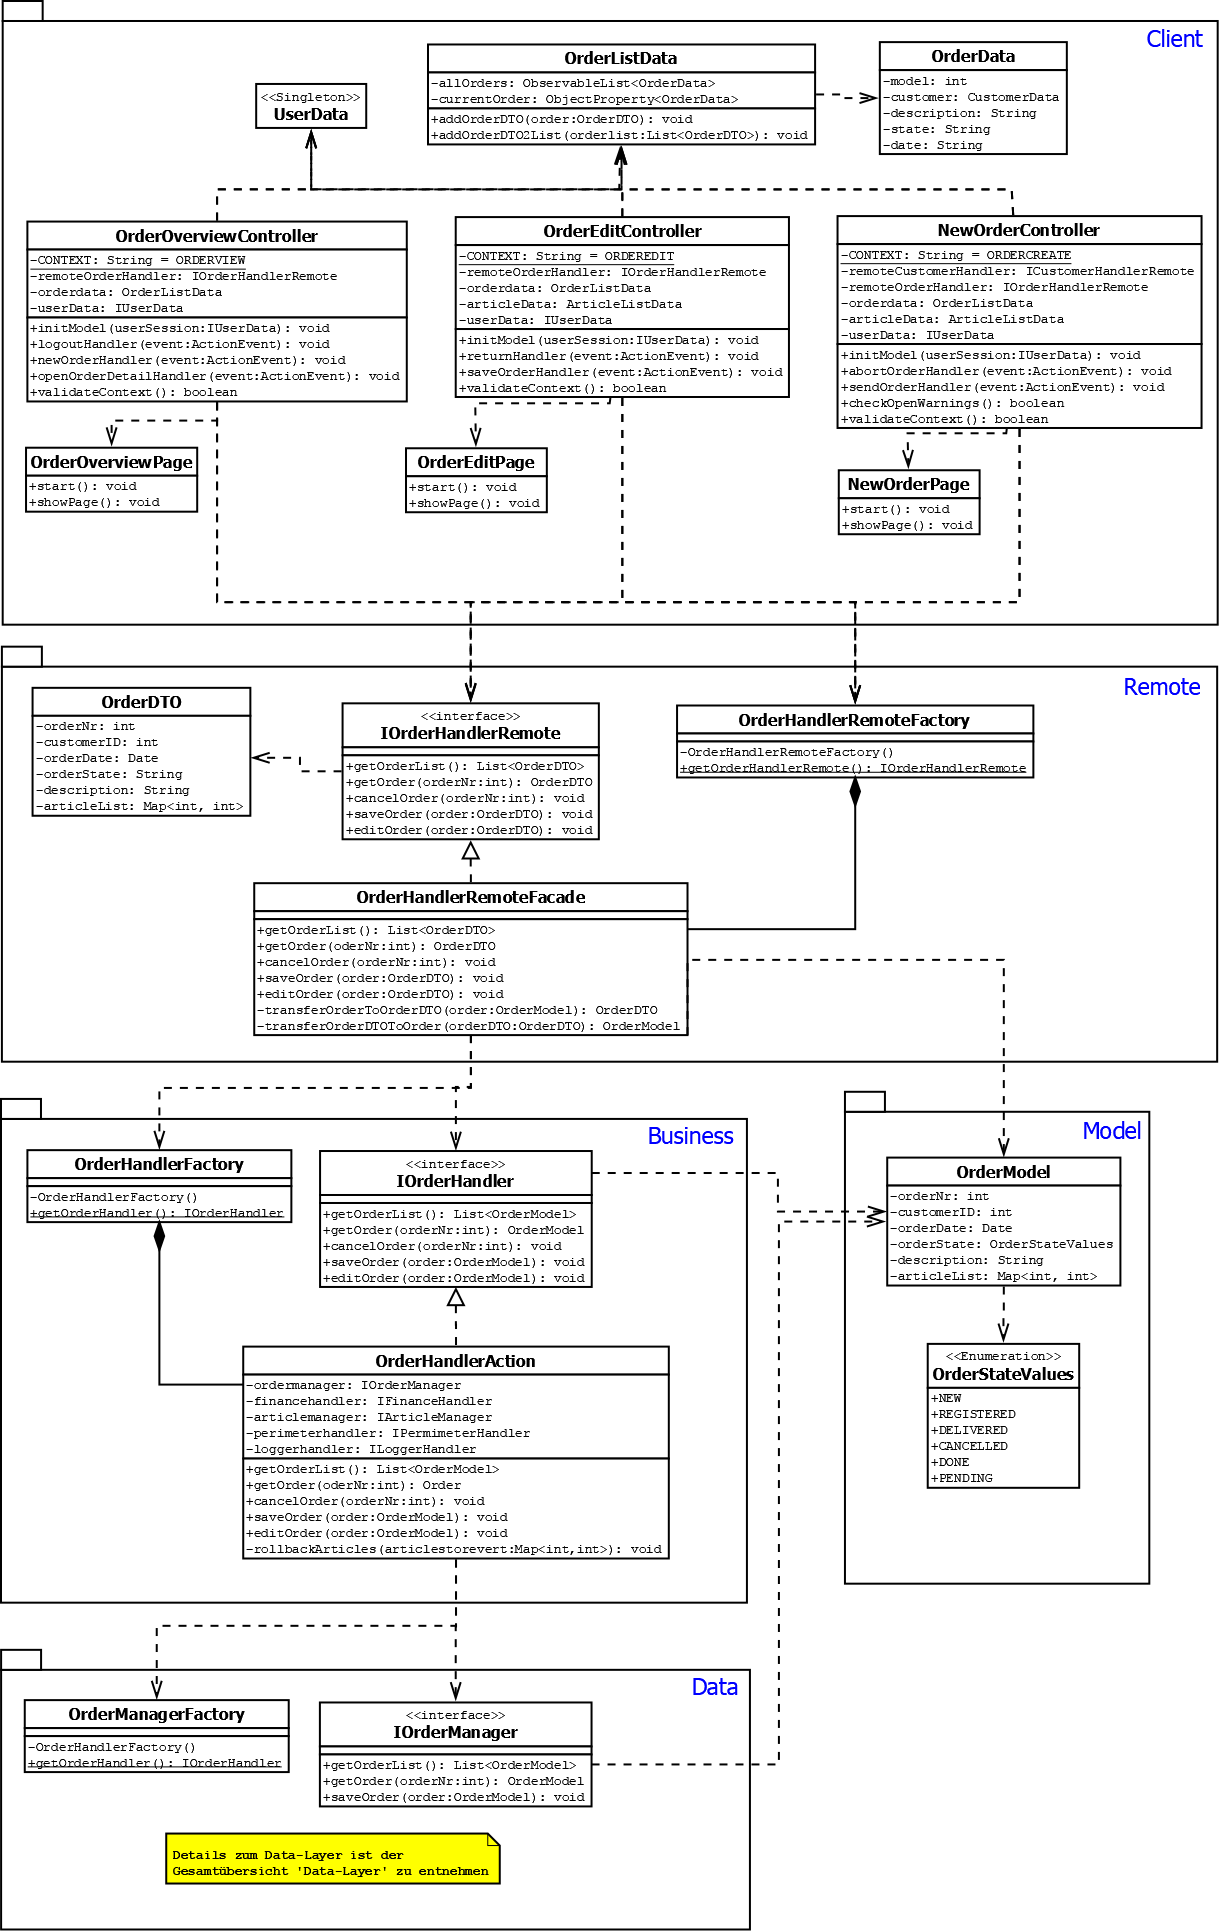 Client
<<Singleton>>
UserData
OrderListData
-allOrders: ObservableList<OrderData>
-currentOrder: ObjectProperty<OrderData>
+addOrderDTO(order:OrderDTO): void
+addOrderDTO2List(orderlist:List<OrderDTO>): void
OrderData
-model: int
-customer: CustomerData
-description: String
-state: String
-date: String
OrderOverviewController
-CONTEXT: String = ORDERVIEW
-remoteOrderHandler: IOrderHandlerRemote
-orderdata: OrderListData
-userData: IUserData
+initModel(userSession:IUserData): void
+logoutHandler(event:ActionEvent): void
+newOrderHandler(event:ActionEvent): void
+openOrderDetailHandler(event:ActionEvent): void
+validateContext(): boolean
OrderEditController
-CONTEXT: String = ORDEREDIT
-remoteOrderHandler: IOrderHandlerRemote
-orderdata: OrderListData
-articleData: ArticleListData
-userData: IUserData
+initModel(userSession:IUserData): void
+returnHandler(event:ActionEvent): void
+saveOrderHandler(event:ActionEvent): void
+validateContext(): boolean
NewOrderController
-CONTEXT: String = ORDERCREATE
-remoteCustomerHandler: ICustomerHandlerRemote
-remoteOrderHandler: IOrderHandlerRemote
-orderdata: OrderListData
-articleData: ArticleListData
-userData: IUserData
+initModel(userSession:IUserData): void
+abortOrderHandler(event:ActionEvent): void
+sendOrderHandler(event:ActionEvent): void
+checkOpenWarnings(): boolean
+validateContext(): boolean
OrderOverviewPage
+start(): void
+showPage(): void
OrderEditPage
+start(): void
+showPage(): void
NewOrderPage
+start(): void
+showPage(): void
Remote
OrderDTO
-orderNr: int
-customerID: int
-orderDate: Date
-orderState: String
-description: String
-articleList: Map<int, int>
<<interface>>
IOrderHandlerRemote
+getOrderList(): List<OrderDTO>
+getOrder(orderNr:int): OrderDTO
+cancelOrder(orderNr:int): void
+saveOrder(order:OrderDTO): void
+editOrder(order:OrderDTO): void
OrderHandlerRemoteFactory
-OrderHandlerRemoteFactory()
+getOrderHandlerRemote(): IOrderHandlerRemote
OrderHandlerRemoteFacade
+getOrderList(): List<OrderDTO>
+getOrder(oderNr:int): OrderDTO
+cancelOrder(orderNr:int): void
+saveOrder(order:OrderDTO): void
+editOrder(order:OrderDTO): void
-transferOrderToOrderDTO(order:OrderModel): OrderDTO
-transferOrderDTOToOrder(orderDTO:OrderDTO): OrderModel
Business
OrderHandlerFactory
-OrderHandlerFactory()
+getOrderHandler(): IOrderHandler
<<interface>>
IOrderHandler
+getOrderList(): List<OrderModel>
+getOrder(orderNr:int): OrderModel
+cancelOrder(orderNr:int): void
+saveOrder(order:OrderModel): void
+editOrder(order:OrderModel): void
OrderHandlerAction
-ordermanager: IOrderManager
-financehandler: IFinanceHandler
-articlemanager: IArticleManager
-perimeterhandler: IPermimeterHandler
-loggerhandler: ILoggerHandler
+getOrderList(): List<OrderModel>
+getOrder(oderNr:int): Order
+cancelOrder(orderNr:int): void
+saveOrder(order:OrderModel): void
+editOrder(order:OrderModel): void
-rollbackArticles(articlestorevert:Map<int,int>): void
Model
OrderModel
-orderNr: int
-customerID: int
-orderDate: Date
-orderState: OrderStateValues
-description: String
-articleList: Map<int, int>
<<Enumeration>>
OrderStateValues
+NEW
+REGISTERED
+DELIVERED
+CANCELLED
+DONE
+PENDING
Data
OrderManagerFactory
-OrderHandlerFactory()
+getOrderHandler(): IOrderHandler
<<interface>>
IOrderManager
+getOrderList(): List<OrderModel>
+getOrder(orderNr:int): OrderModel
+saveOrder(order:OrderModel): void
Details zum Data-Layer ist der
Gesamtübersicht 'Data-Layer' zu entnehmen